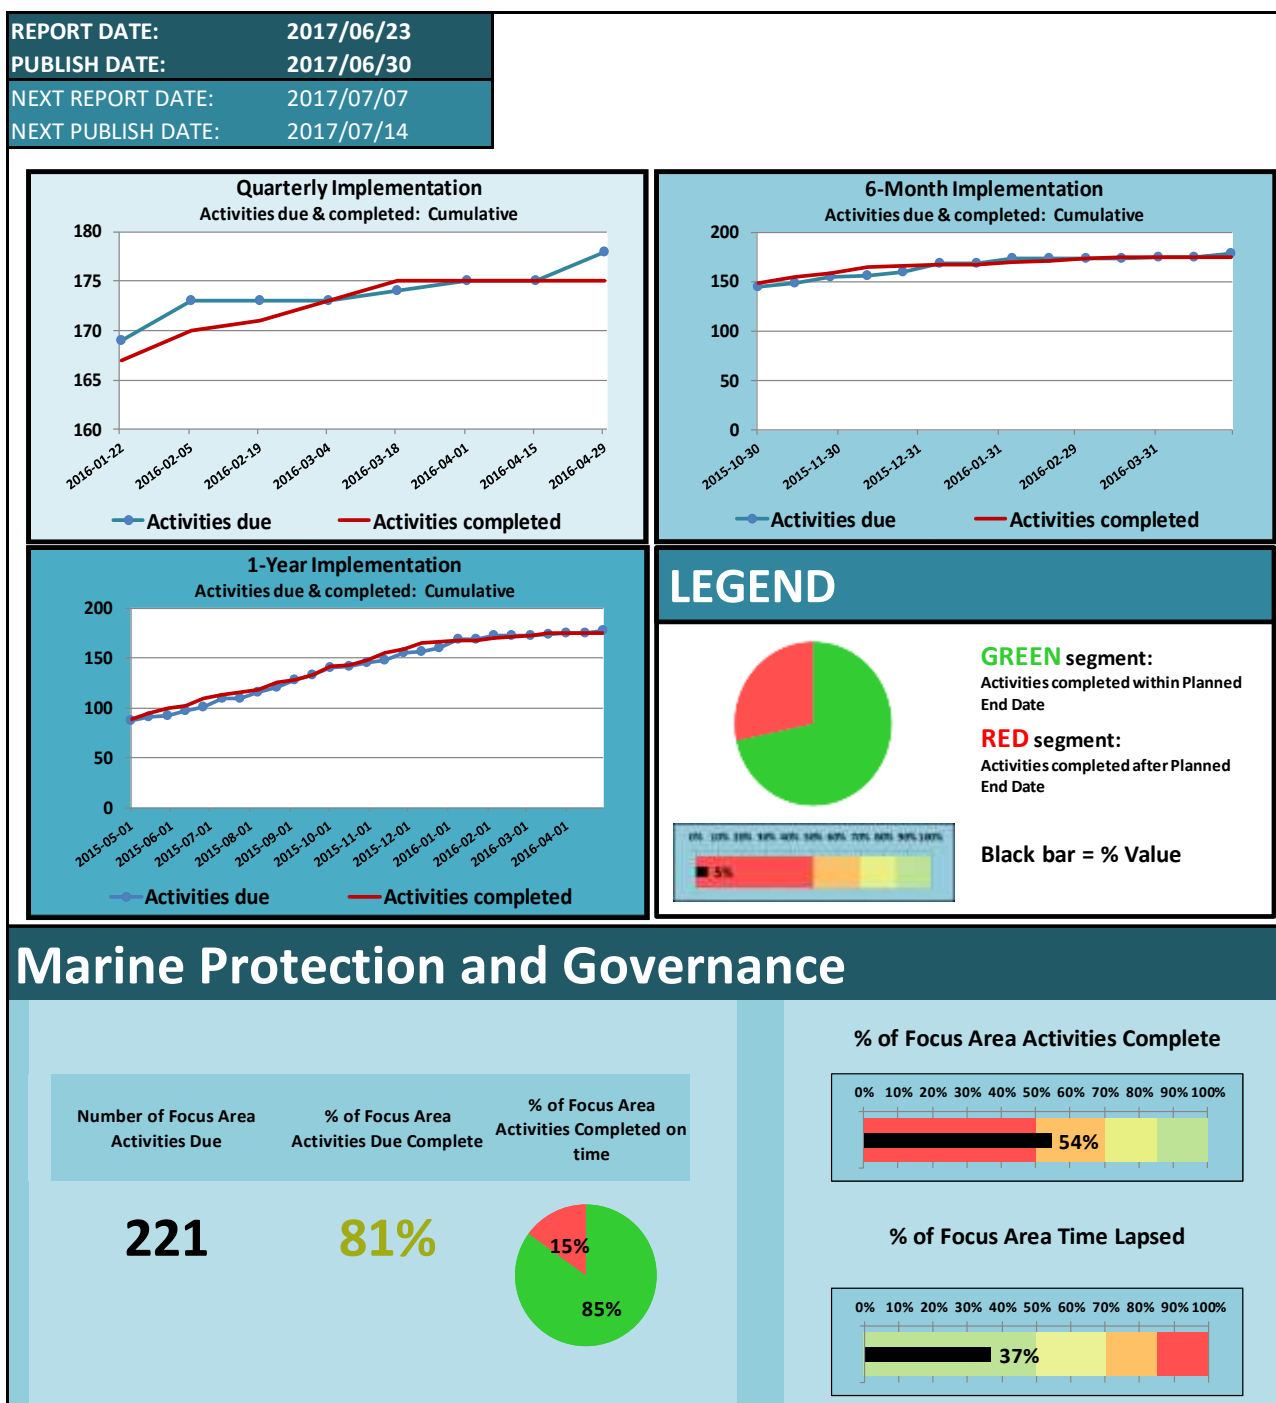 REPORT DATE: 2017/06/23
PUBLISH DATE: 2017/06/30
NEXT REPORT DATE: 2017/07/07
NEXT PUBLISH DATE: 2017/07/14
Quarterly Implementation
Activities due & completed: Cumulative
180
175
170
165
160
2016-01-22 2016-02-05 2016-02-19 2016-03-04 2016-03-18 2016-04-01 2016-04-15 2016-04-29
Activities due Activities completed
6-Month Implementation
Activities due & completed: Cumulative
200
150
100
50
0
2015-10-30 2015-11-30 2015-12-31 2016-01-31 2016-02-29 2016-03-31
Activities due Activities completed
1-Year Implementation
Activities due & completed: Cumulative
200
150
100
50
0
2015-05-01 2015-06-01 2015-07-01 2015-08-01 2015-09-01 2015-10-01 2015-11-01 2015-12-01 2016-01-01 2016-02-01 2016-03-01 2016-04-01
Activities due Activities completed
LEGEND
GREEN segment:
Activities completed within Planned
End Date
RED segment:
Activities completed after Planned
End Date
0% 10% 20% 30% 40% 50% 60% 70% 80% 90% 100%
5%
Black bar = % Value
Marine Protection and Governance
Number of Focus Area
Activities Due
% of Focus Area
Activities Due Complete
% of Focus Area
Activities Completed on
time
221
81%
15%
85%
% of Focus Area Activities Complete
0% 10% 20% 30% 40% 50% 60% 70% 80% 90% 100%
54%
% of Focus Area Time Lapsed
0% 10% 20% 30% 40% 50% 60% 70% 80% 90% 100%
37%